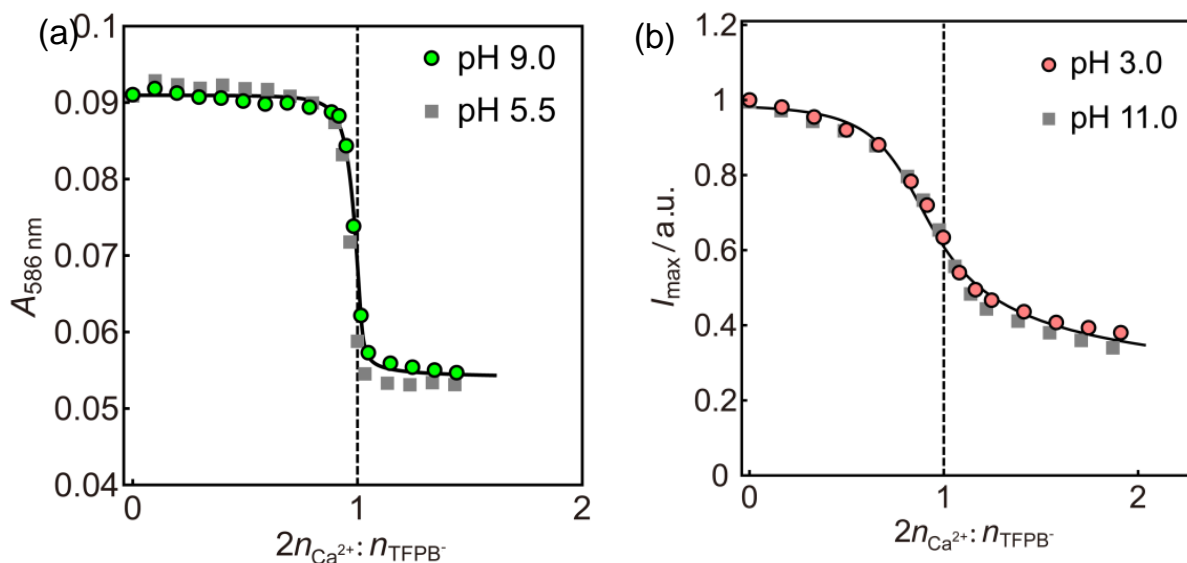 (a)
0.1
0.09
0.08
0.07
0.06
0.05
0.04
A586 nm
pH 9.0
pH 5.5
0
1
2
2nCa²⁺:nTFPB⁻
(b)
1.2
1
0.8
0.6
0.4
0.2
0
Imax / a.u.
pH 3.0
pH 11.0
0
1
2
2nCa²⁺:nTFPB⁻